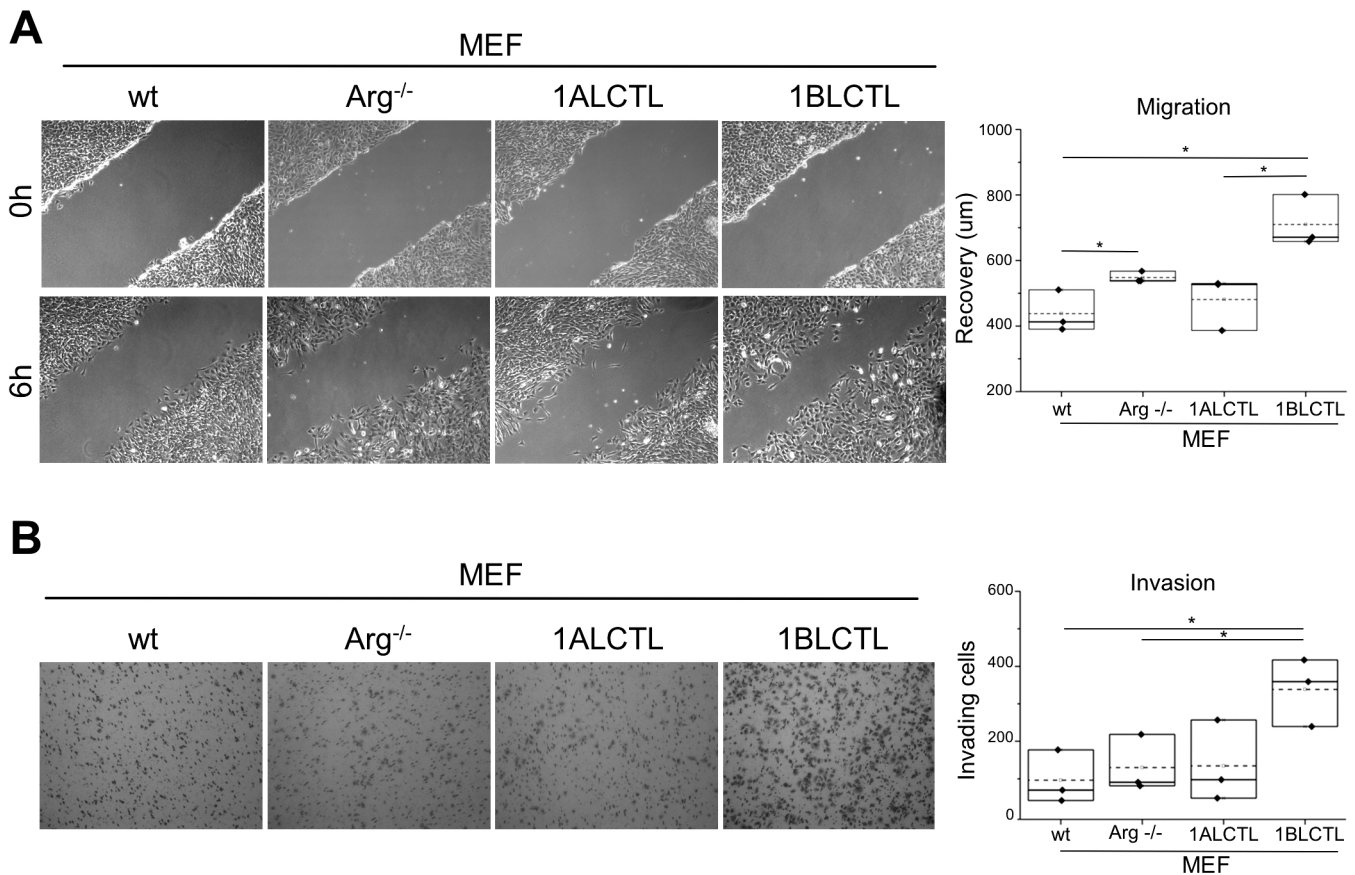 A
MEF
wt Arg-/- 1ALCTL 1BLCTL
0h
6h
Migration
1000
800
600
400
200
Recovery (um)
* 
*
*
wt Arg -/- 1ALCTL 1BLCTL
MEF
B
MEF
wt Arg-/- 1ALCTL 1BLCTL
Invasion
600
400
200
0
Invading cells
*
*
wt Arg -/- 1ALCTL 1BLCTL
MEF